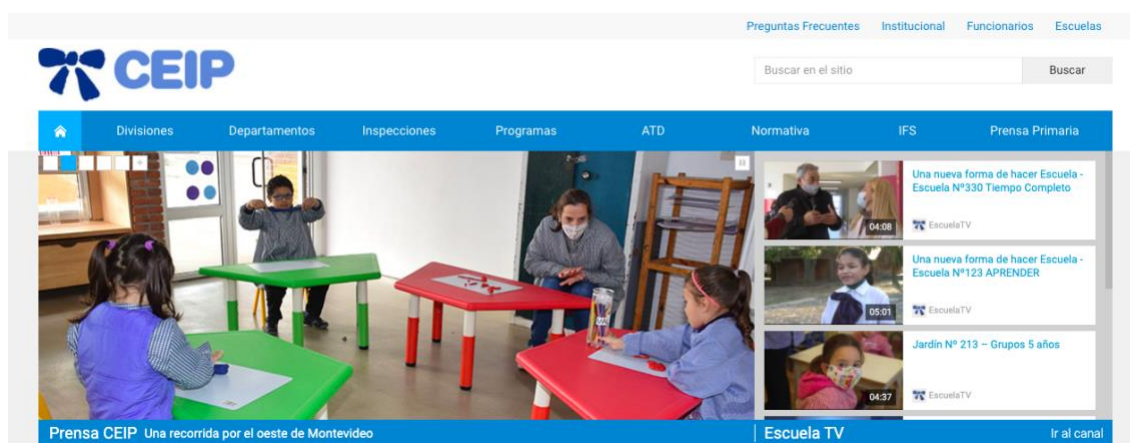 Preguntas Frecuentes Institucional Funcionarios Escuelas
CEIP
Buscar en el sitio Buscar
Divisiones Departamentos Inspecciones Programas ATD Normativa IFS Prensa Primaria
Una nueva forma de hacer Escuela -
Escuela Nº330 Tiempo Completo
04:08 EscuelaTV
Una nueva forma de hacer Escuela -
Escuela Nº123 APRENDER
05:01 EscuelaTV
Jardín Nº 213 – Grupos 5 años
04:37 EscuelaTV
Prensa CEIP Una recorrida por el oeste de Montevideo
Escuela TV Ir al canal